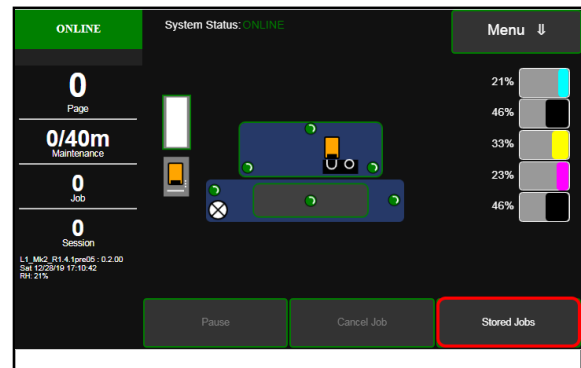 ONLINE
System Status: ONLINE
Menu ⇓
0
Page
0/40m
Maintenance
0
Job
0
Session
L1_Mk2_R1.4.1pre05 : 0.2.00
Sat 12/28/19 17:10:42
RH: 21%
21%
46%
33%
23%
46%
Pause
Cancel Job
Stored Jobs